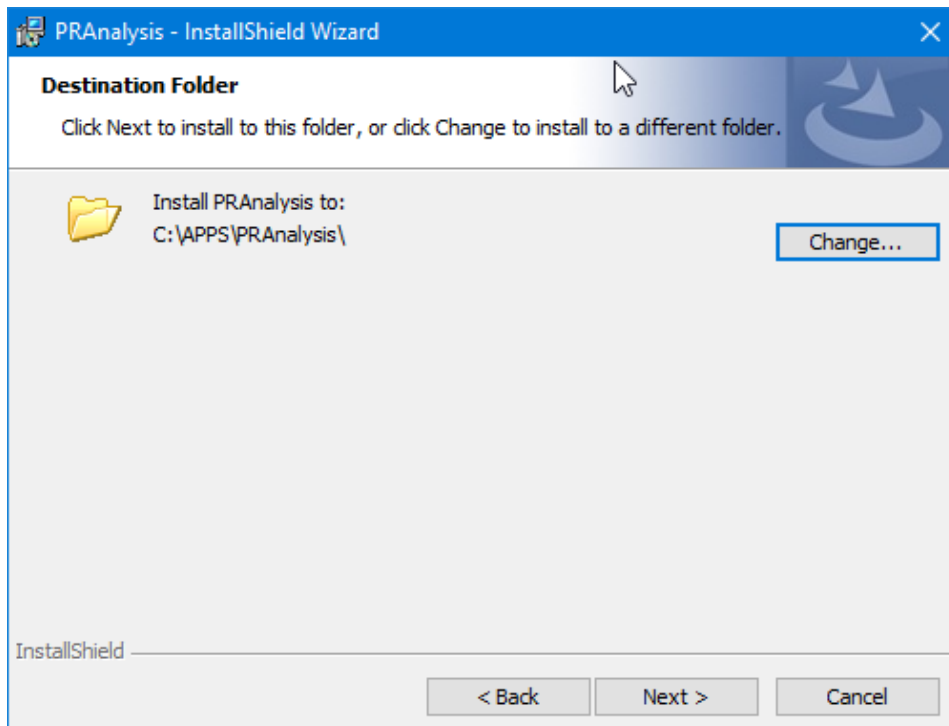 PRAnalysis - InstallShield Wizard
Destination Folder
Click Next to install to this folder, or click Change to install to a different folder.
Install PRAnalysis to:
C:\APPS\PRAnalysis\
Change...
InstallShield
< Back
Next >
Cancel